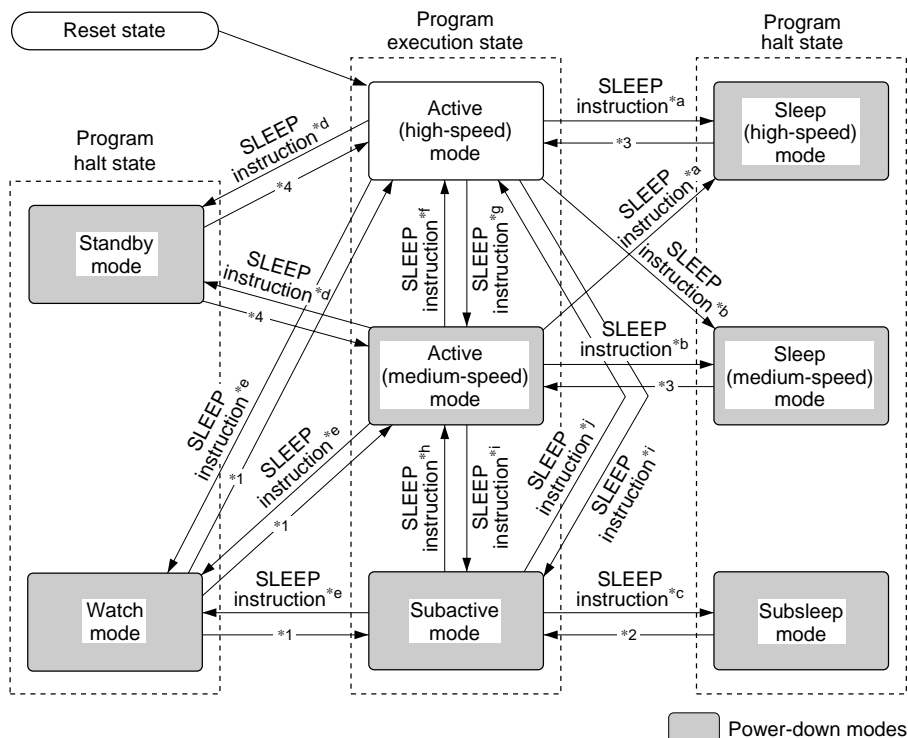 Reset state
Program
execution state
Program
halt state
Program
halt state
Active
(high-speed)
mode
SLEEP
instruction*a
*3
Sleep
(high-speed)
mode
SLEEP
instruction*d
*4
Standby
mode
SLEEP
instruction*d
*4
SLEEP
instruction*f
SLEEP
instruction*g
SLEEP
instruction*a
SLEEP
instruction*b
Active
(medium-speed)
mode
SLEEP
instruction*b
*3
Sleep
(medium-speed)
mode
SLEEP
instruction*e
*1
SLEEP
instruction*e
*1
SLEEP
instruction*h
SLEEP
instruction*i
SLEEP
instruction*j
SLEEP
instruction*i
Watch
mode
SLEEP
instruction*e
*1
Subactive
mode
SLEEP
instruction*c
*2
Subsleep
mode
Power-down modes